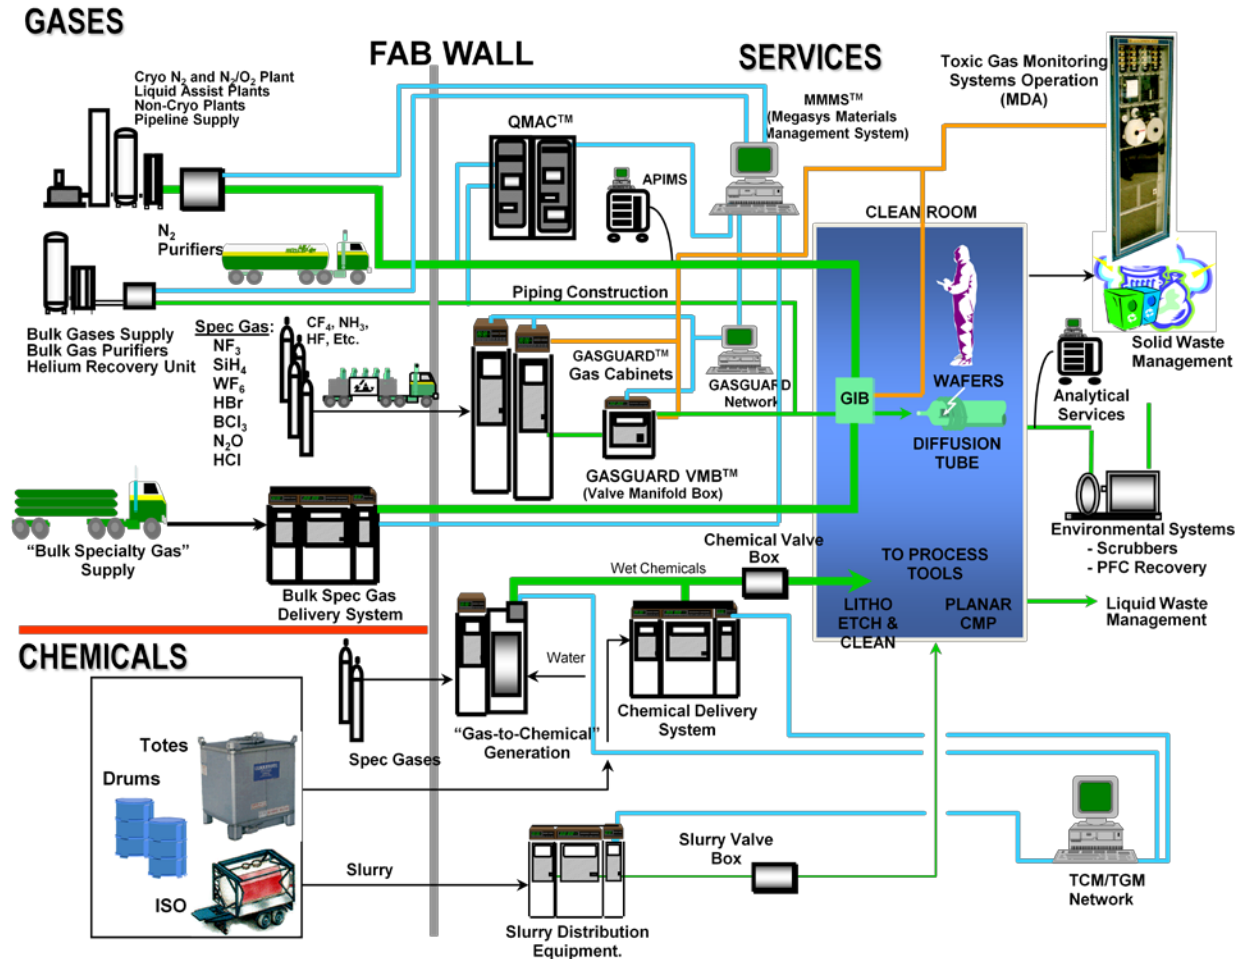 GASES
FAB WALL
SERVICES
Cryo N₂ and N₂/O₂ Plant
Liquid Assist Plants
Non-Cryo Plants
Pipeline Supply
QMAC™
MMMS™
(Megasys Materials
Management System)
Toxic Gas Monitoring
Systems Operation
(MDA)
APIMS
CLEAN ROOM
N₂
Purifiers
Piping Construction
Bulk Gases Supply
Bulk Gas Purifiers
Helium Recovery Unit
Spec Gas:
NF₃
SiH₄
WF₆
HBr
BCl₃
N₂O
HCl
CF₄, NH₃,
HF, Etc.
GASGUARD™
Gas Cabinets
GASGUARD
Network
GASGUARD VMB™
(Valve Manifold Box)
GIB
WAFERS
DIFFUSION
TUBE
Solid Waste
Management
Analytical
Services
Environmental Systems
- Scrubbers
- PFC Recovery
"Bulk Specialty Gas"
Supply
Bulk Spec Gas
Delivery System
Chemical Valve
Box
Wet Chemicals
TO PROCESS
TOOLS
LITHO
ETCH &
CLEAN
PLANAR
CMP
Liquid Waste
Management
CHEMICALS
Water
"Gas-to-Chemical"
Generation
Chemical Delivery
System
Spec Gases
Totes
Drums
ISO
Slurry
Slurry Valve
Box
Slurry Distribution
Equipment.
TCM/TGM
Network